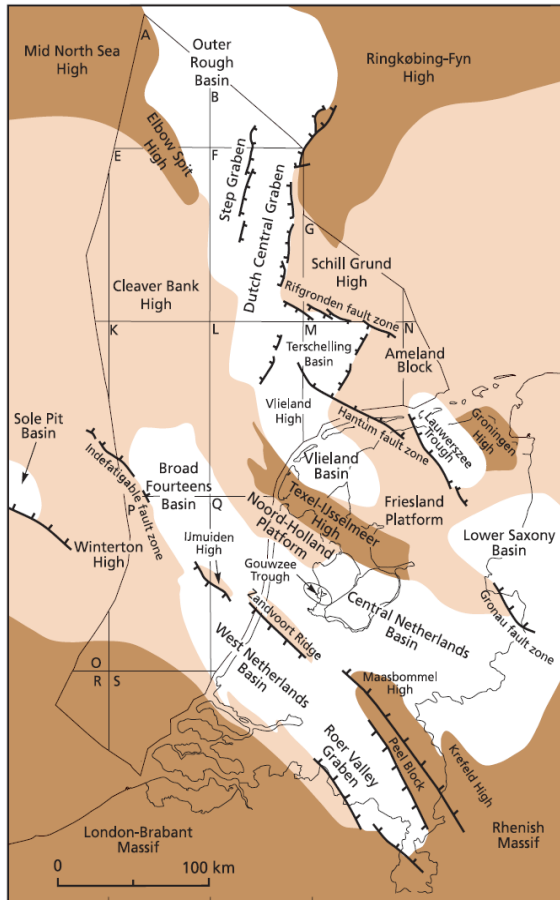 Mid North Sea
High
A
Outer
Rough
Basin
B
Ringkøbing–Fyn
High
Elbow Spit
High
E
F
Step Graben
Dutch Central Graben
G
Schill Grund
High
Cleaver Bank
High
Rifgronden fault zone
K
L
M
N
Terschelling
Basin
Ameland
Block
Vlieland
High
Hantum fault zone
Lauwerszee
Trough
Groningen
High
Sole Pit
Basin
Indefatigable fault zone
Broad
Fourteens
Basin
Vlieland
Basin
Texel-IJsselmeer
High
Friesland
Platform
P
Q
Noord-Holland
Platform
Lower Saxony
Basin
Winterton
High
IJmuiden
High
Gouwzee
Trough
Central Netherlands
Basin
Gronau fault zone
Zandvoort Ridge
O
R
S
West Netherlands
Basin
Maasbommel
High
Roer Valley
Graben
Peel Block
Krefeld High
London-Brabant
Massif
Rhenish
Massif
0
100 km